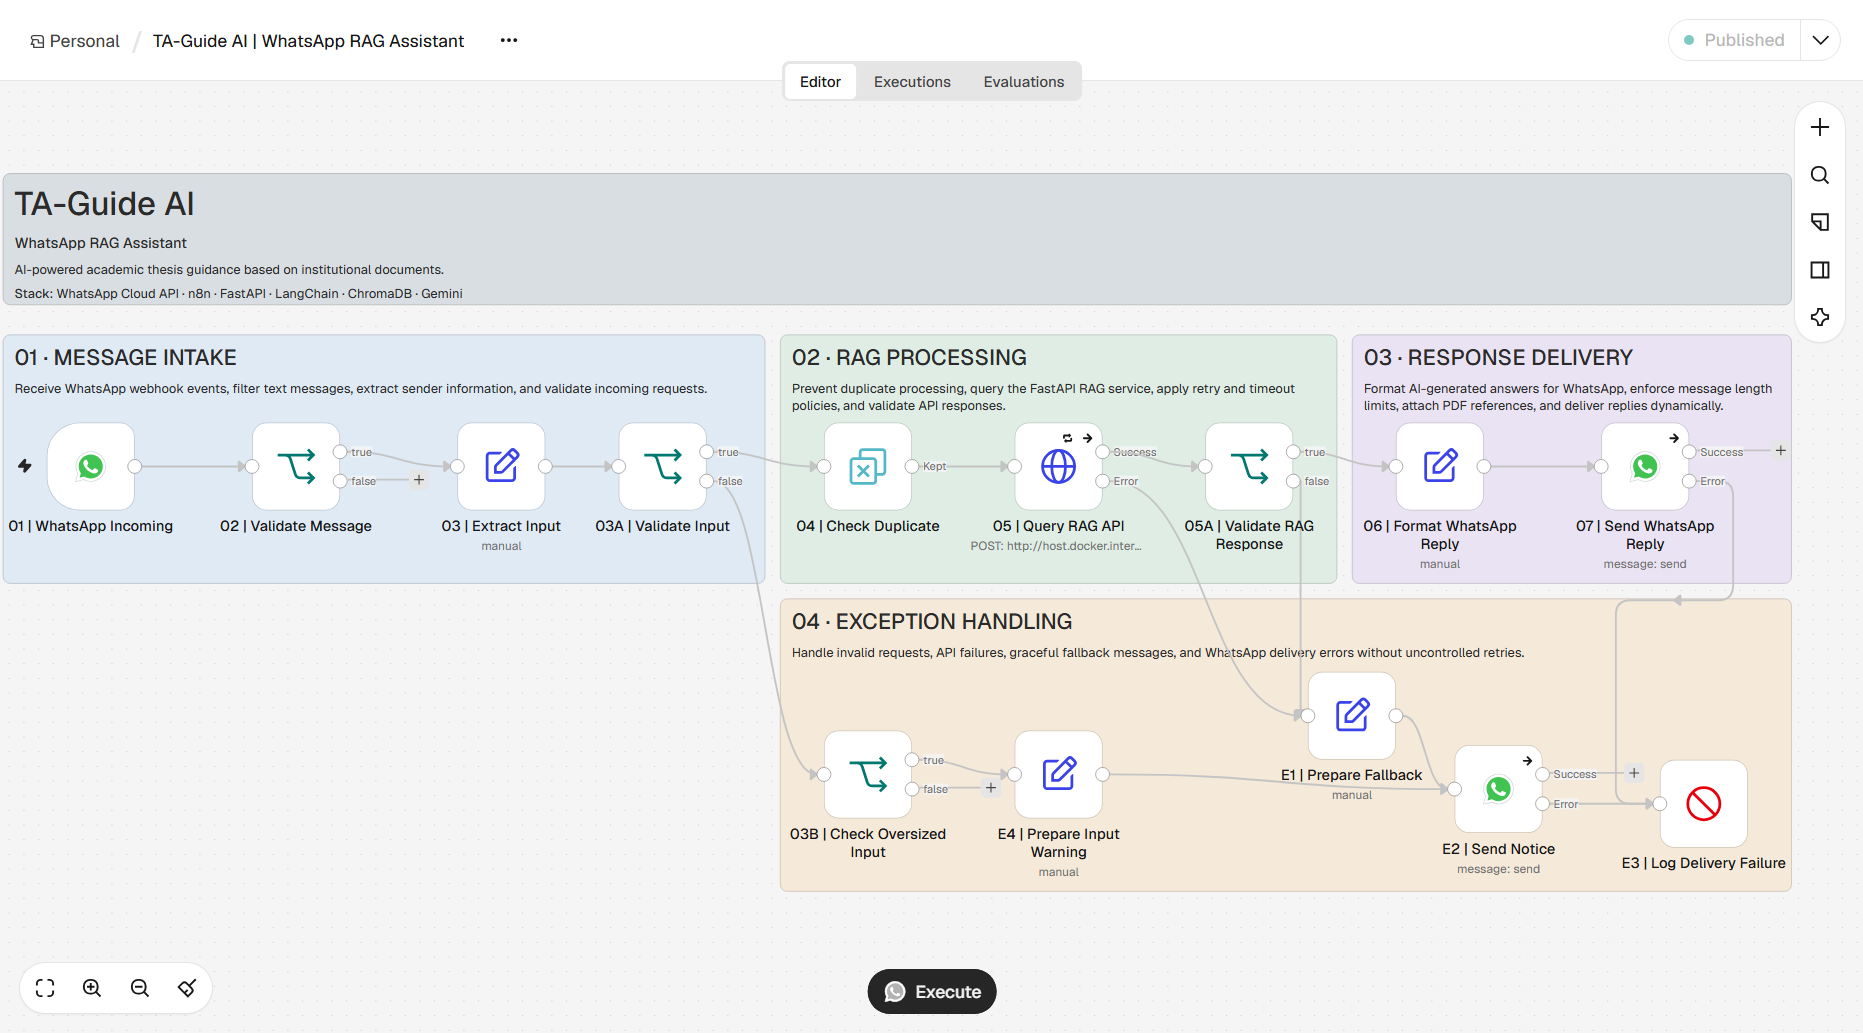 Personal / TA-Guide AI | WhatsApp RAG Assistant ...
Published
Editor Executions Evaluations
TA-Guide AI
WhatsApp RAG Assistant
AI-powered academic thesis guidance based on institutional documents.
Stack: WhatsApp Cloud API · n8n · FastAPI · LangChain · ChromaDB · Gemini
01 · MESSAGE INTAKE
Receive WhatsApp webhook events, filter text messages, extract sender information, and validate incoming requests.
true
false
true
false
01 | WhatsApp Incoming
02 | Validate Message
03 | Extract Input
manual
03A | Validate Input
02 · RAG PROCESSING
Prevent duplicate processing, query the FastAPI RAG service, apply retry and timeout
policies, and validate API responses.
Kept
Success
Error
true
false
04 | Check Duplicate
05 | Query RAG API
POST: http://host.docker.inter...
05A | Validate RAG
Response
03 · RESPONSE DELIVERY
Format AI-generated answers for WhatsApp, enforce message length
limits, attach PDF references, and deliver replies dynamically.
Success
Error
06 | Format WhatsApp
Reply
manual
07 | Send WhatsApp
Reply
message: send
04 · EXCEPTION HANDLING
Handle invalid requests, API failures, graceful fallback messages, and WhatsApp delivery errors without uncontrolled retries.
true
false
03B | Check Oversized
Input
E4 | Prepare Input
Warning
manual
E1 | Prepare Fallback
manual
Success
Error
E2 | Send Notice
message: send
E3 | Log Delivery Failure
Execute